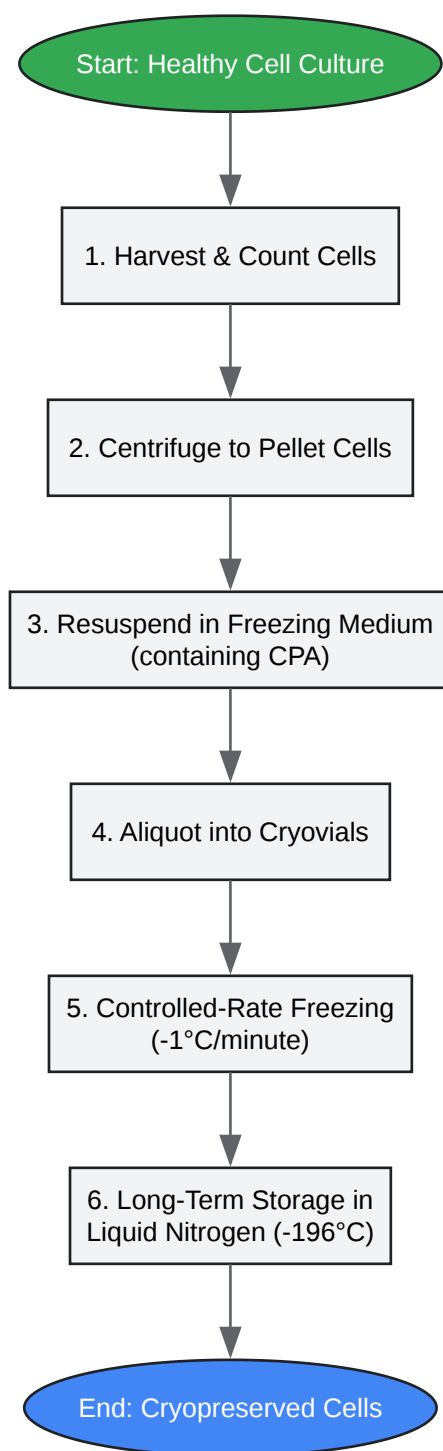 Start: Healthy Cell Culture
1. Harvest & Count Cells
2. Centrifuge to Pellet Cells
3. Resuspend in Freezing Medium
(containing CPA)
4. Aliquot into Cryovials
5. Controlled-Rate Freezing
(-1°C/minute)
6. Long-Term Storage in
Liquid Nitrogen (-196°C)
End: Cryopreserved Cells